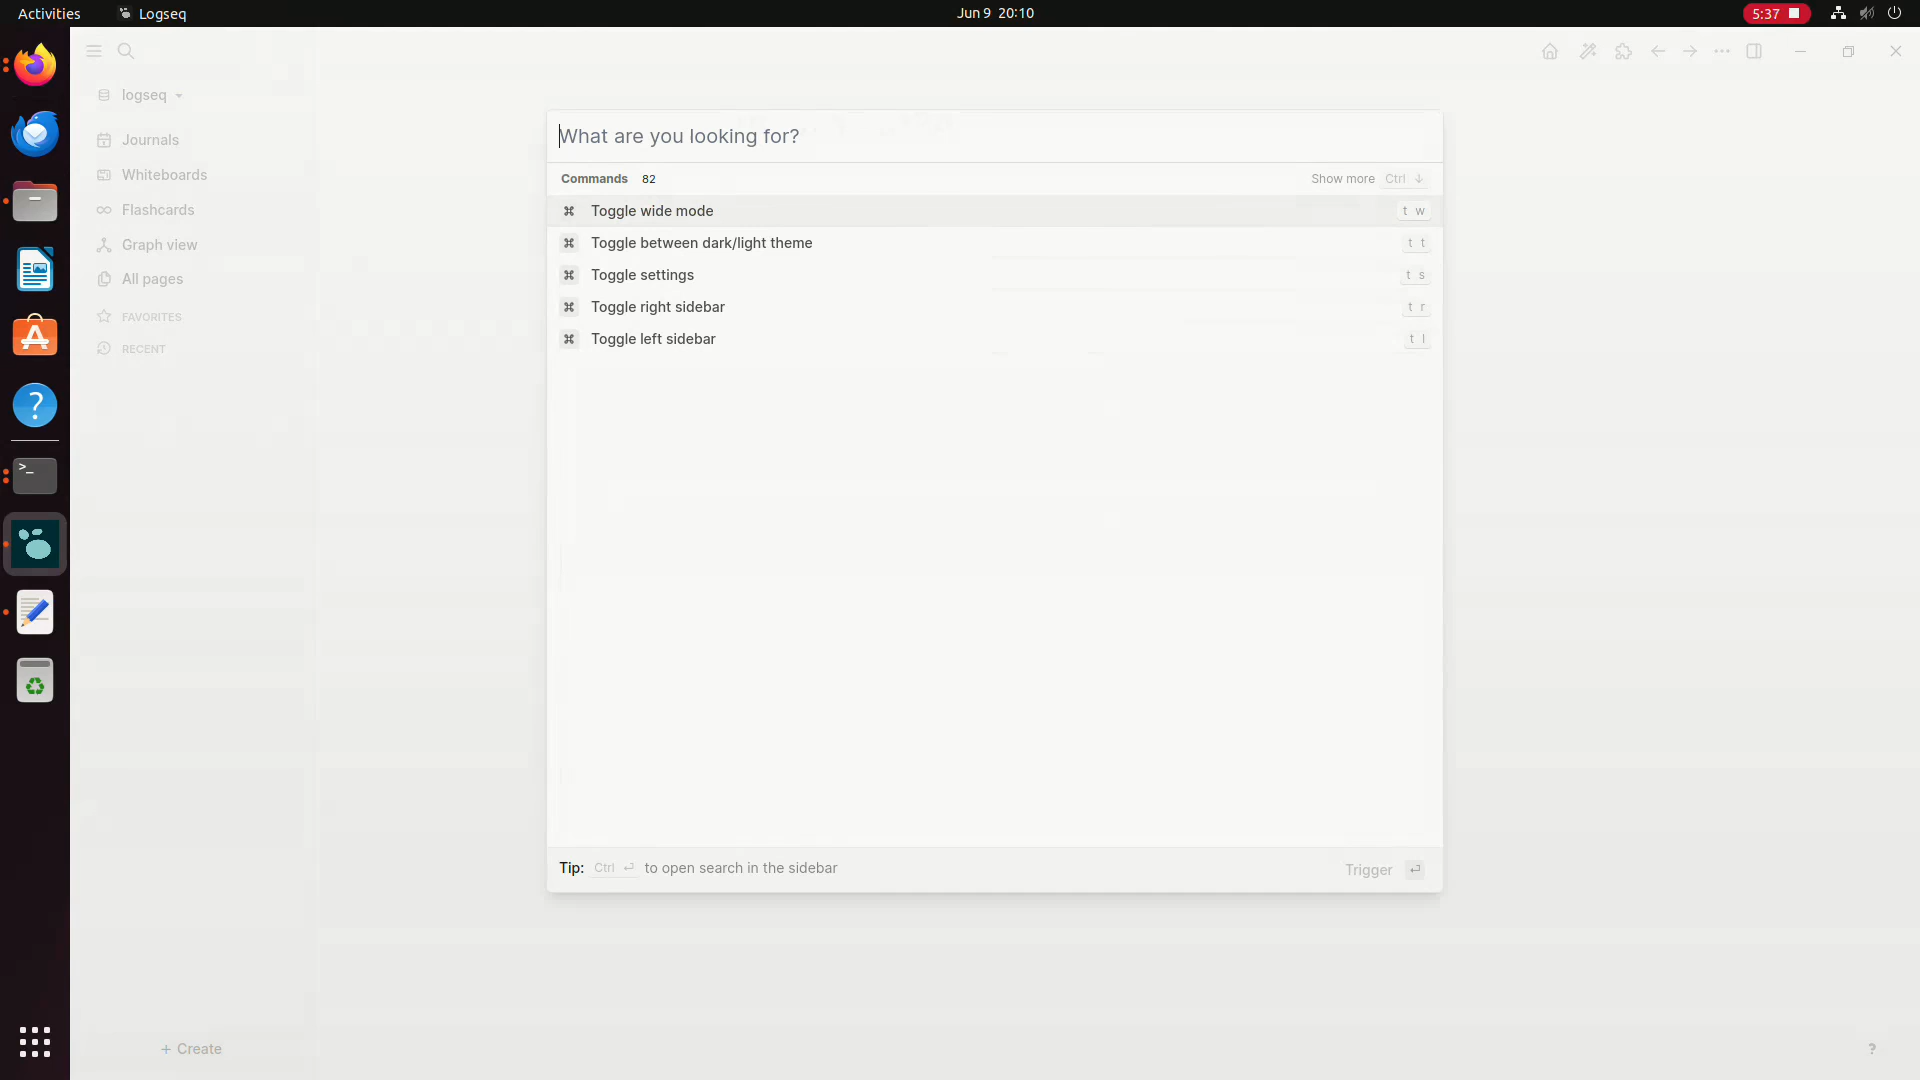 Activities
Logseq
Jun 9 20:10
5:37
logseq
Journals
Whiteboards
Flashcards
Graph view
All pages
FAVORITES
RECENT
What are you looking for?
Commands 82
Show more Ctrl ↓
⌘ Toggle wide mode t w
⌘ Toggle between dark/light theme t t
⌘ Toggle settings t s
⌘ Toggle right sidebar t r
⌘ Toggle left sidebar t l
Tip: Ctrl ⏎ to open search in the sidebar
Trigger ⏎
+ Create
?